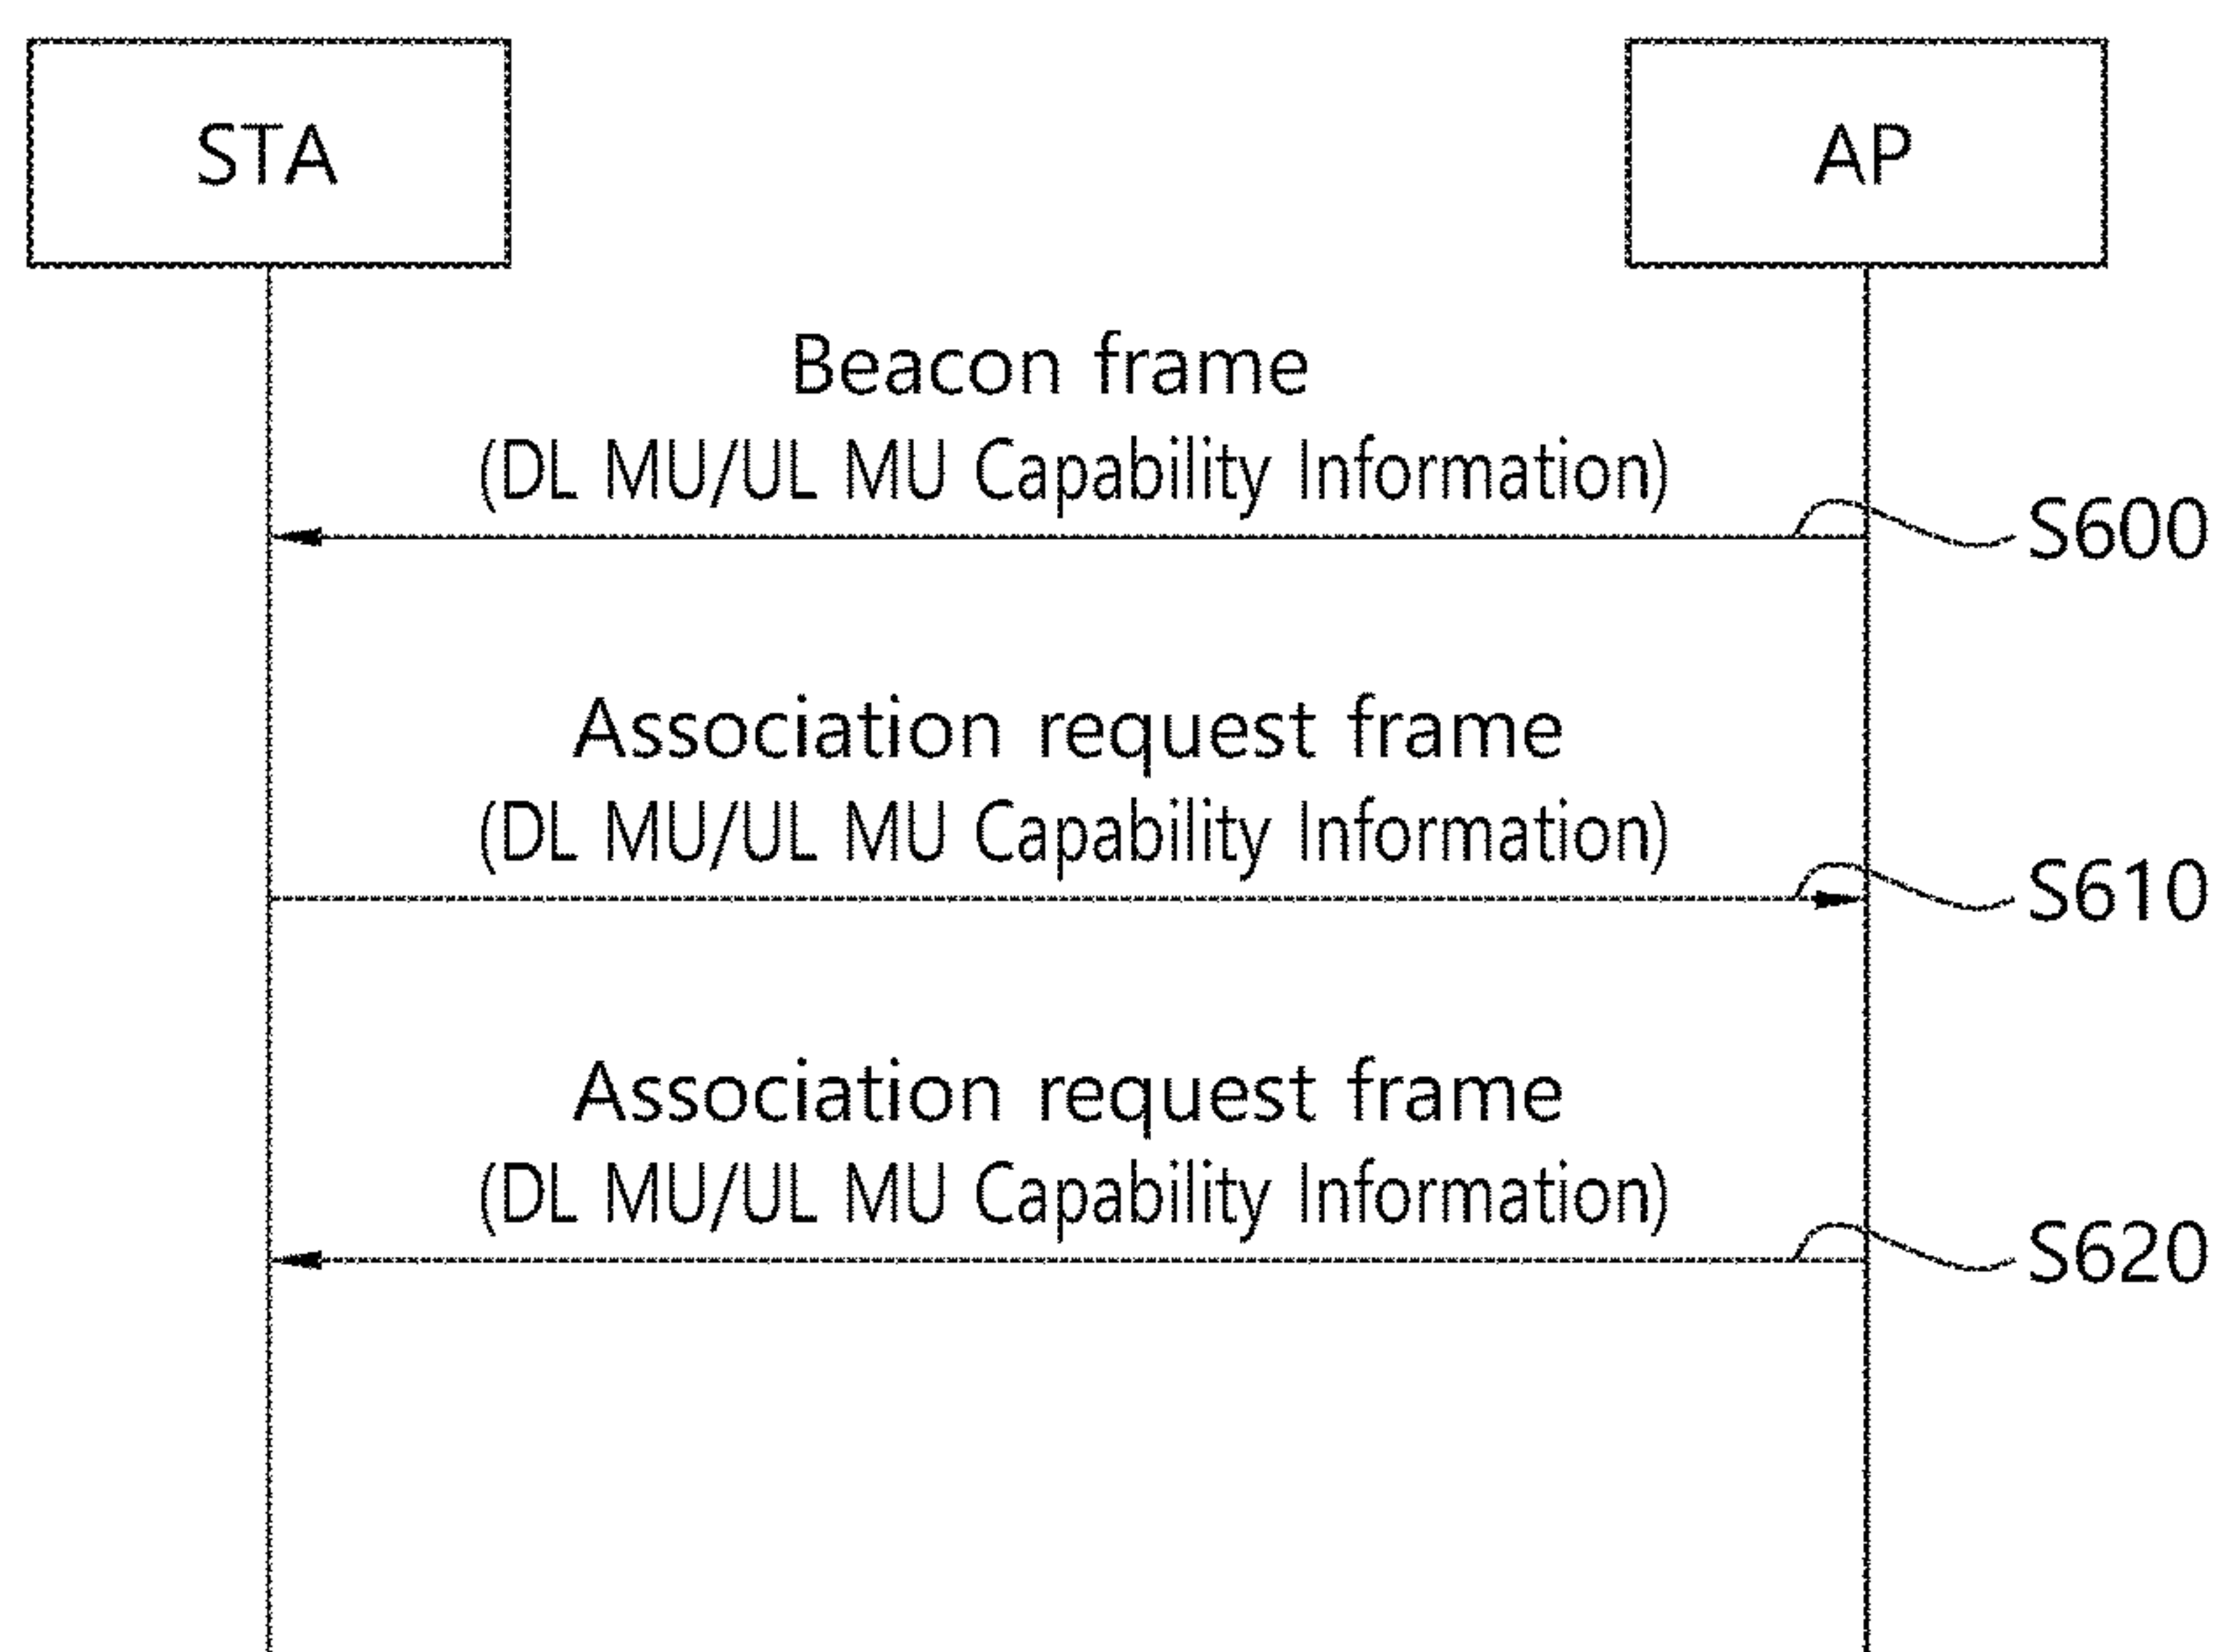 STA
AP
Beacon frame
(DL MU/UL MU Capability Information)
S600
Association request frame
(DL MU/UL MU Capability Information)
S610
Association request frame
(DL MU/UL MU Capability Information)
S620